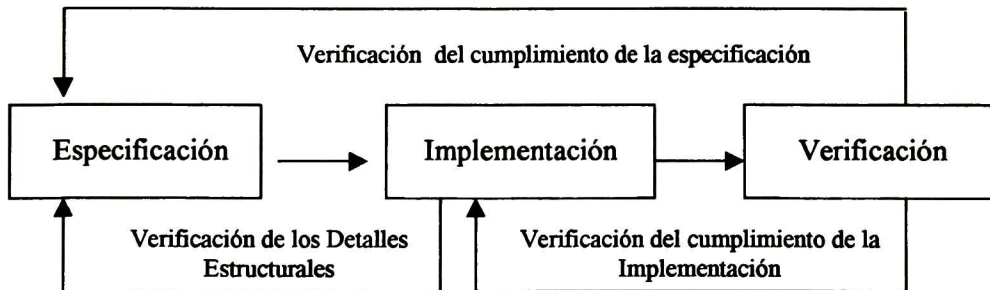 Verificación del cumplimiento de la especificación
Especificación
Implementación
Verificación
Verificación de los Detalles
Estructurales
Verificación del cumplimiento de la
Implementación